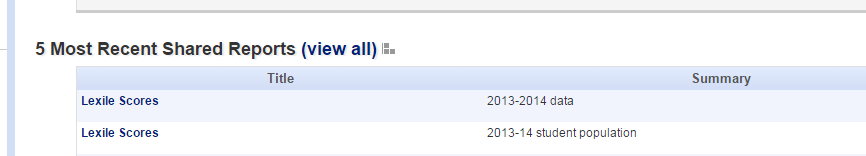 5 Most Recent Shared Reports (view all)
Title Summary
Lexile Scores 2013-2014 data
Lexile Scores 2013-14 student population